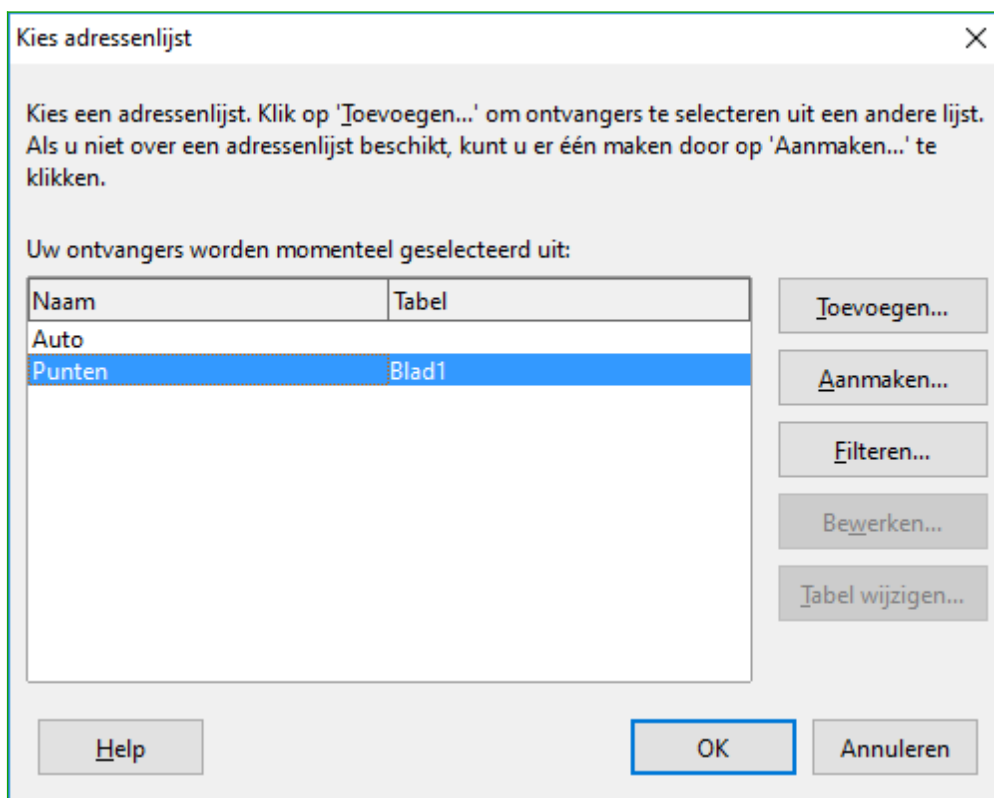 Kies adressenlijst
Kies een adressenlijst. Klik op 'Toevoegen...' om ontvangers te selecteren uit een andere lijst.
Als u niet over een adressenlijst beschikt, kunt u er één maken door op 'Aanmaken...' te
klikken.
Uw ontvangers worden momenteel geselecteerd uit:
Naam Tabel
Auto
Punten Blad1
Toevoegen...
Aanmaken...
Filteren...
Bewerken...
Tabel wijzigen...
Help OK Annuleren